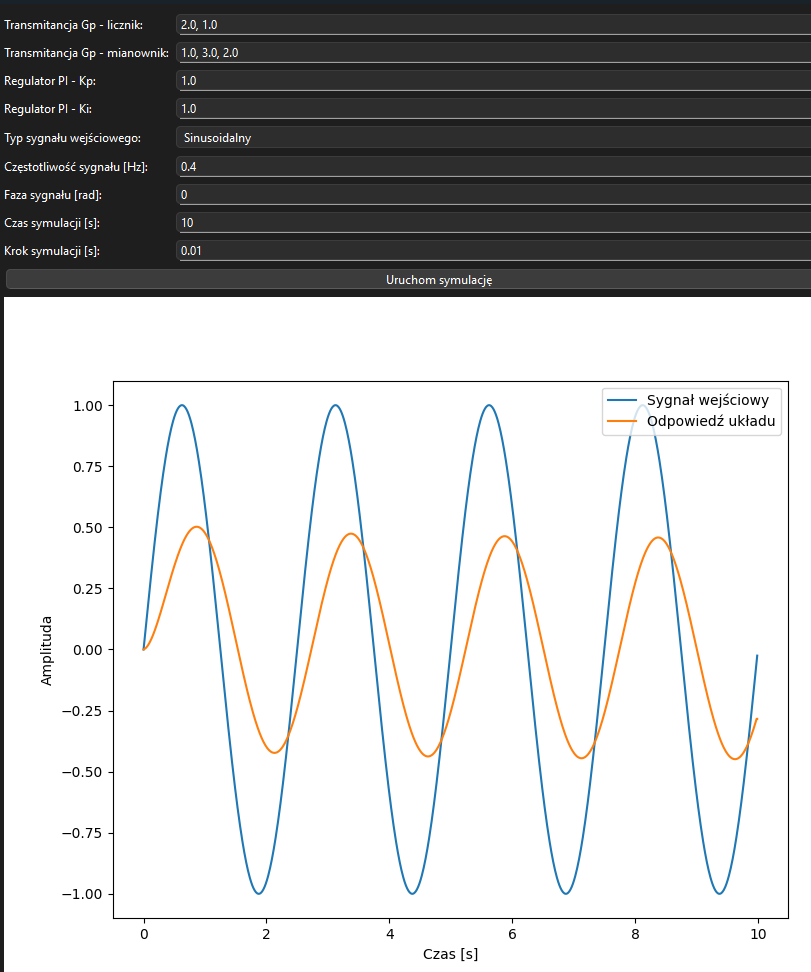 Transmitancja Gp - licznik: 2.0, 1.0
Transmitancja Gp - mianownik: 1.0, 3.0, 2.0
Regulator PI - Kp: 1.0
Regulator PI - Ki: 1.0
Typ sygnału wejściowego: Sinusoidalny
Częstotliwość sygnału [Hz]: 0.4
Faza sygnału [rad]: 0
Czas symulacji [s]: 10
Krok symulacji [s]: 0.01
Uruchom symulację
Sygnał wejściowy
Odpowiedź układu
1.00
0.75
0.50
0.25
0.00
−0.25
−0.50
−0.75
−1.00
Amplituda
0 2 4 6 8 10
Czas [s]